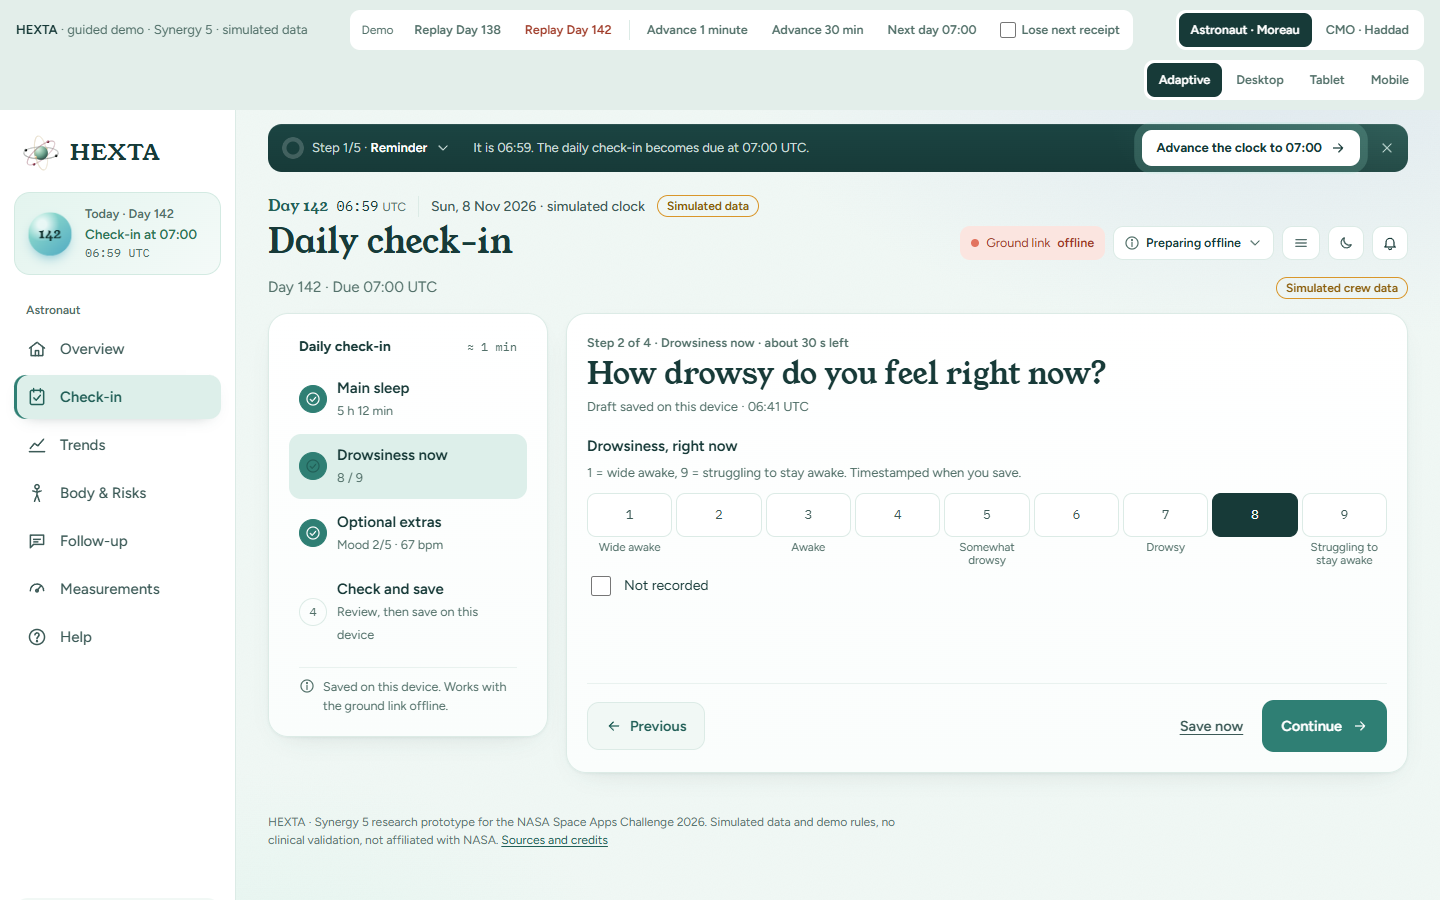 HEXTA · guided demo · Synergy 5 · simulated data
Demo Replay Day 138 Replay Day 142 Advance 1 minute Advance 30 min Next day 07:00 Lose next receipt
Astronaut · Moreau CMO · Haddad
Adaptive Desktop Tablet Mobile
HEXTA
142
Today · Day 142
Check-in at 07:00
06:59 UTC
Astronaut
Overview
Check-in
Trends
Body & Risks
Follow-up
Measurements
Help
Step 1/5 · Reminder It is 06:59. The daily check-in becomes due at 07:00 UTC. Advance the clock to 07:00
Day 142 06:59 UTC Sun, 8 Nov 2026 · simulated clock Simulated data
Daily check-in
Ground link offline Preparing offline
Day 142 · Due 07:00 UTC
Simulated crew data
Daily check-in ≈ 1 min
Main sleep
5 h 12 min
Drowsiness now
8 / 9
Optional extras
Mood 2/5 · 67 bpm
4 Check and save
Review, then save on this
device
Saved on this device. Works with
the ground link offline.
Step 2 of 4 · Drowsiness now · about 30 s left
How drowsy do you feel right now?
Draft saved on this device · 06:41 UTC
Drowsiness, right now
1 = wide awake, 9 = struggling to stay awake. Timestamped when you save.
1 2 3 4 5 6 7 8 9
Wide awake Awake Somewhat drowsy Drowsy Struggling to stay awake
Not recorded
Previous Save now Continue
HEXTA · Synergy 5 research prototype for the NASA Space Apps Challenge 2026. Simulated data and demo rules, no
clinical validation, not affiliated with NASA. Sources and credits